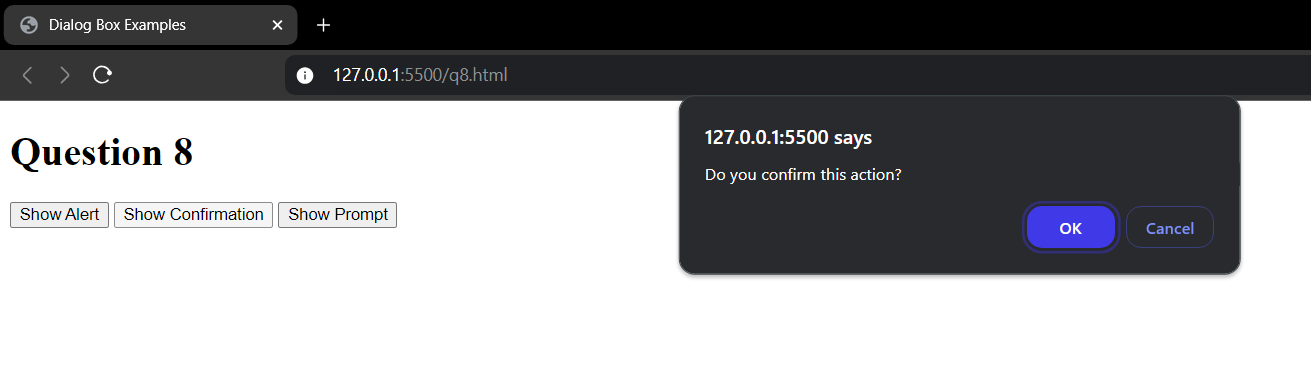 Dialog Box Examples
127.0.0.1:5500/q8.html
127.0.0.1:5500 says
Do you confirm this action?
OK Cancel
Question 8
Show Alert Show Confirmation Show Prompt